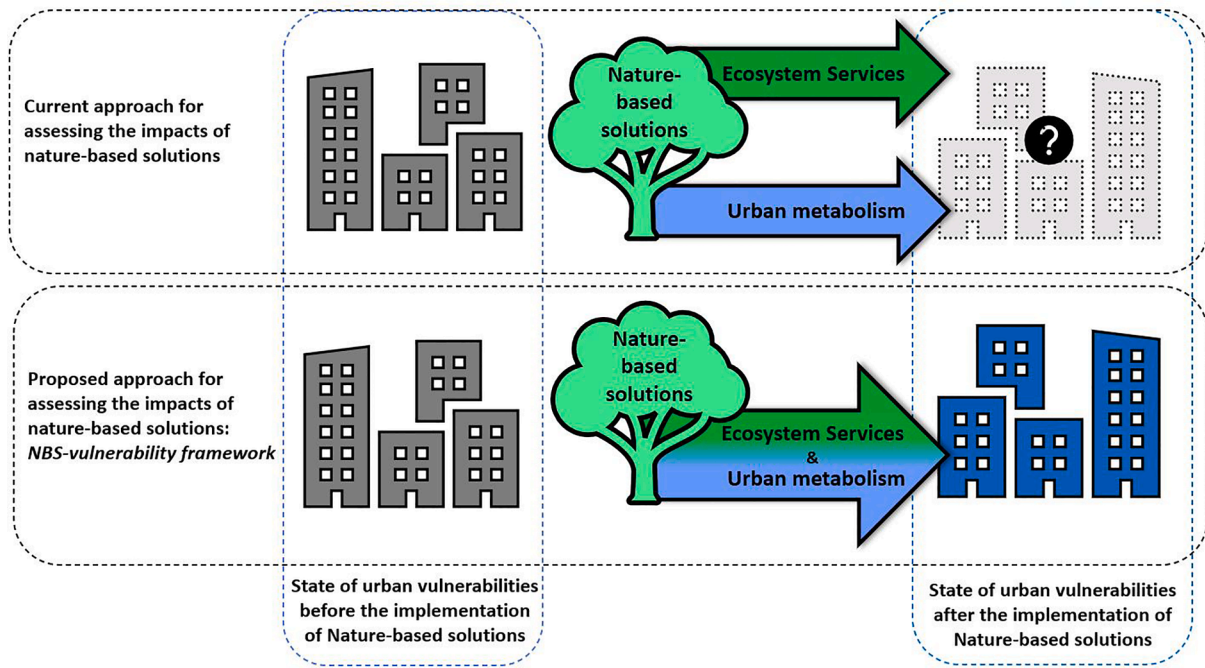 Current approach for
assessing the impacts of
nature-based solutions
Nature-
based
solutions
Ecosystem Services
Urban metabolism
?
Proposed approach for
assessing the impacts of
nature-based solutions:
NBS-vulnerability framework
Nature-
based
solutions
Ecosystem Services
&
Urban metabolism
State of urban vulnerabilities
before the implementation
of Nature-based solutions
State of urban vulnerabilities
after the implementation of
Nature-based solutions